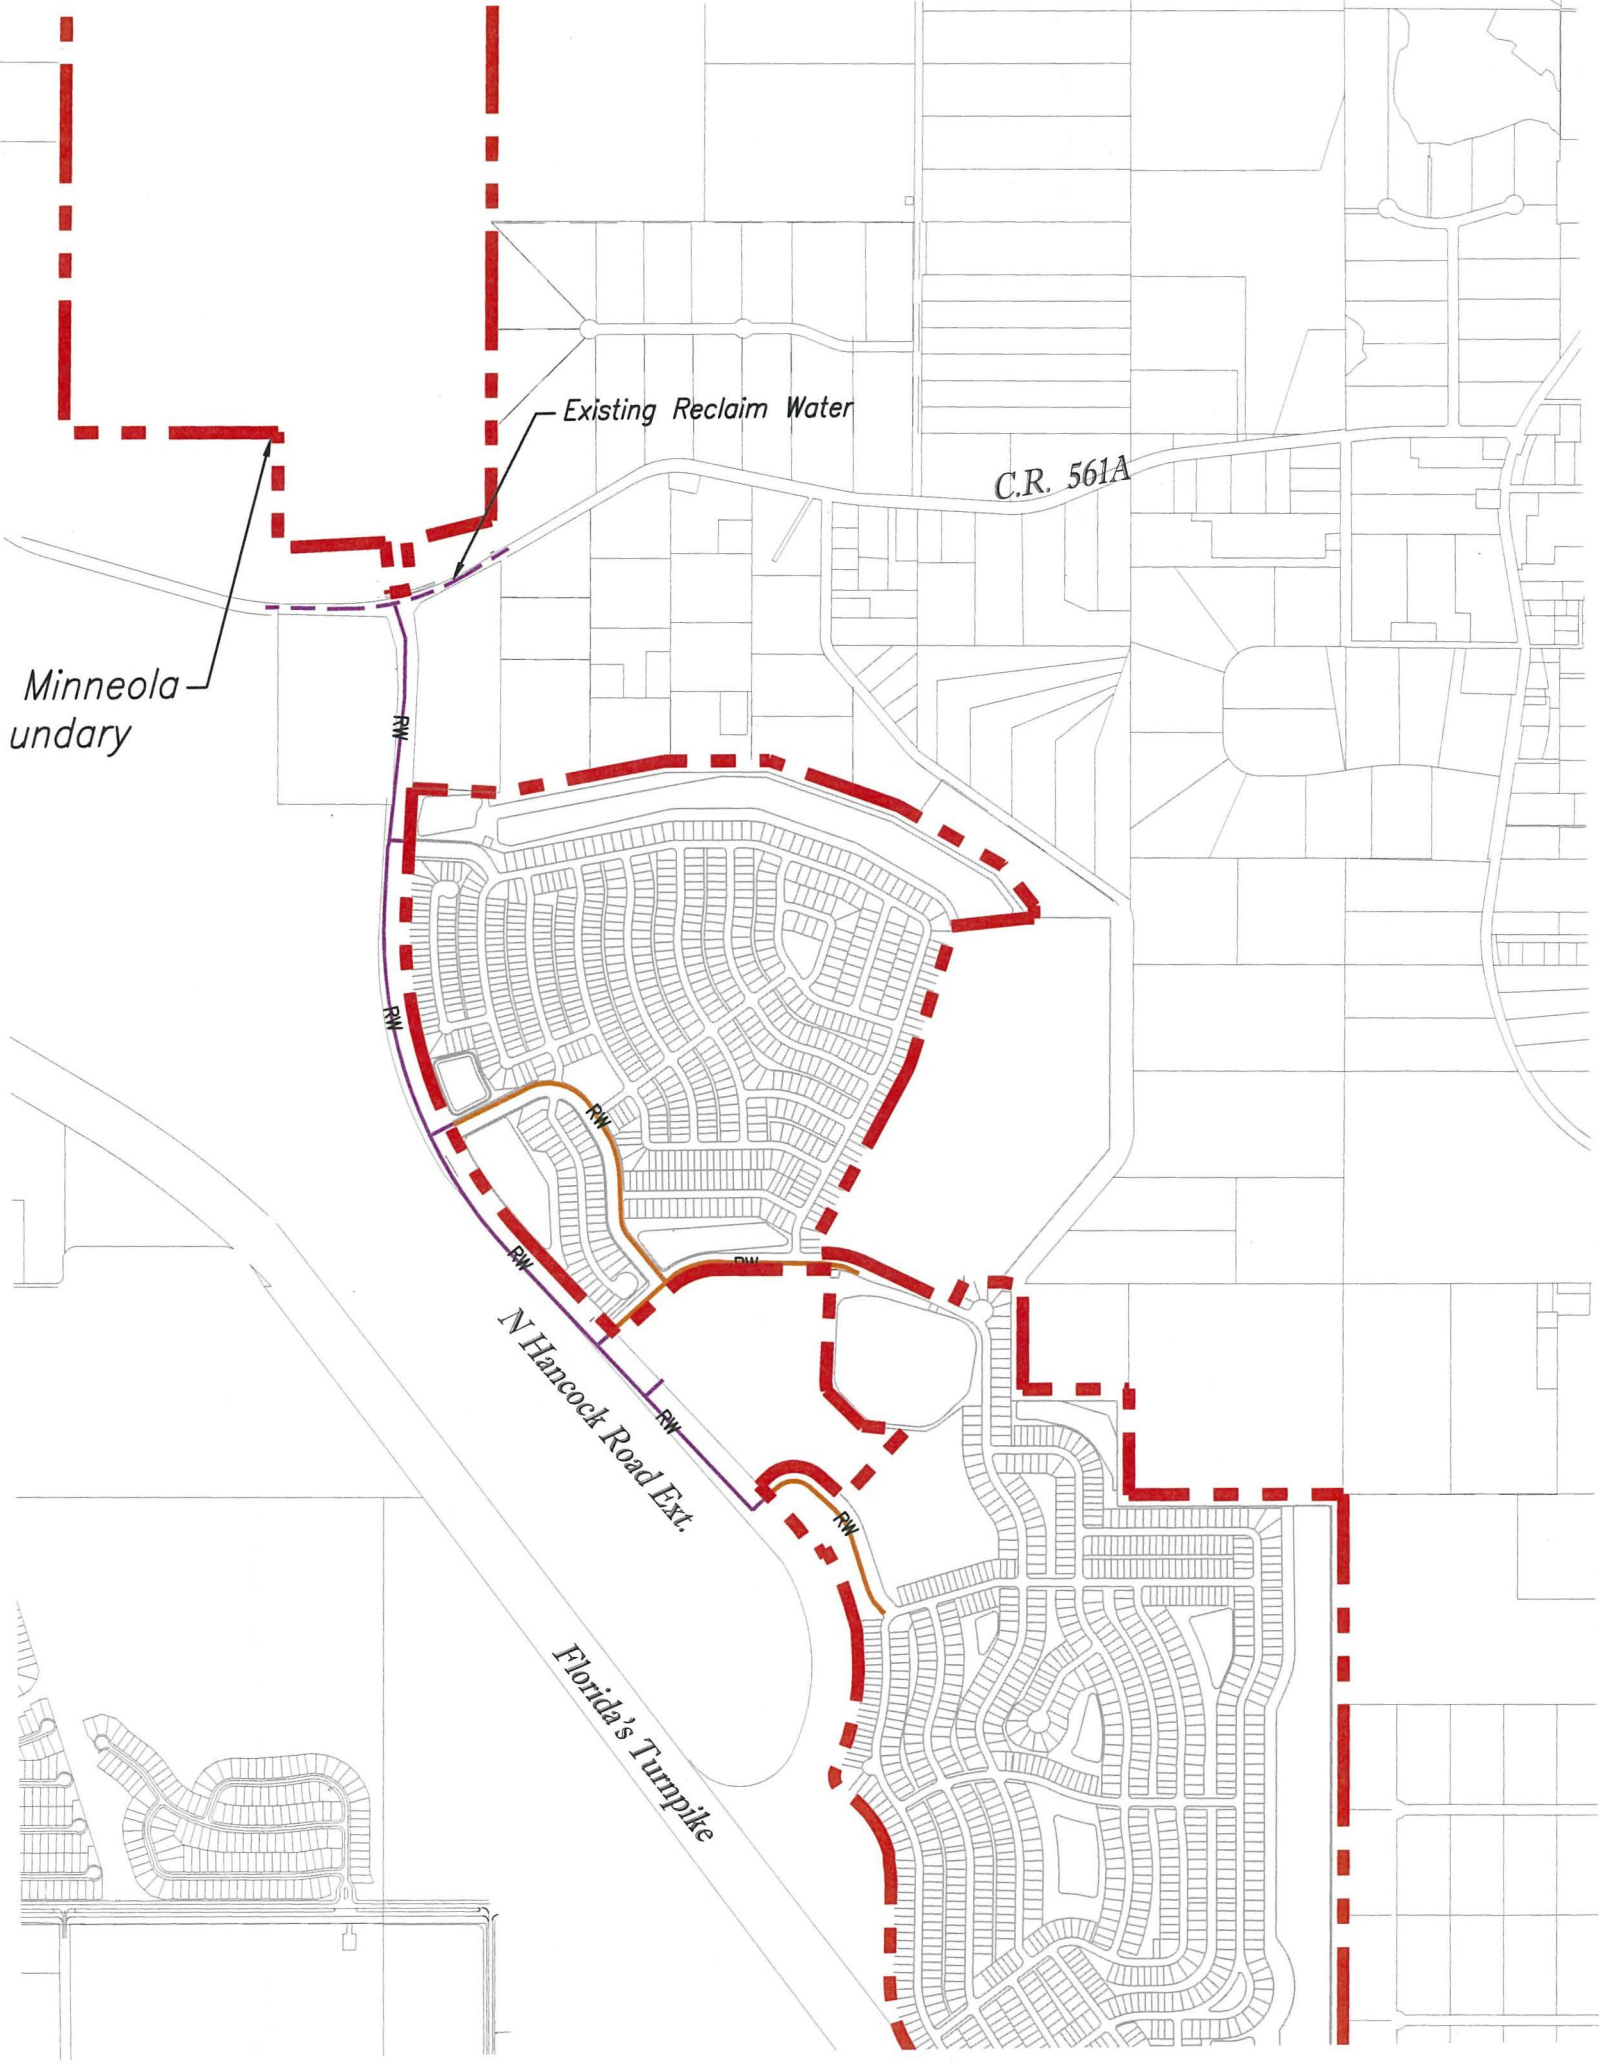 Existing Reclaim Water
C.R. 561A
Minneola
undary
RW
RW
RW
RW
RW
N Hancock Road Ext.
RW
RW
Florida's Turnpike